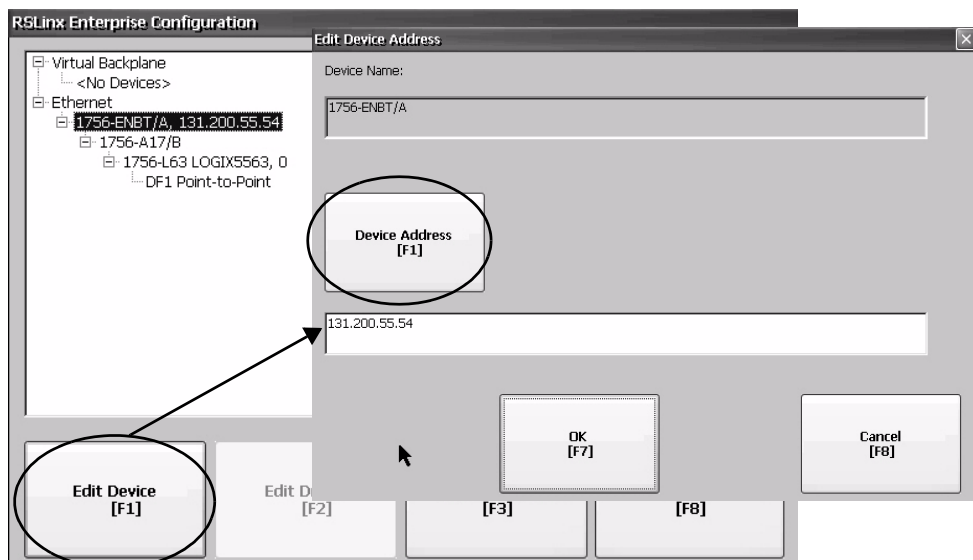 RSLinx Enterprise Configuration
Virtual Backplane
<No Devices>
Ethernet
1756-ENBT/A, 131.200.55.54
1756-A17/B
1756-L63 LOGIX5563, 0
DF1 Point-to-Point
Edit Device
[F1]
Edit D
[F2]
[F3]
[F8]
Edit Device Address
Device Name:
1756-ENBT/A
Device Address
[F1]
131.200.55.54
OK
[F7]
Cancel
[F8]